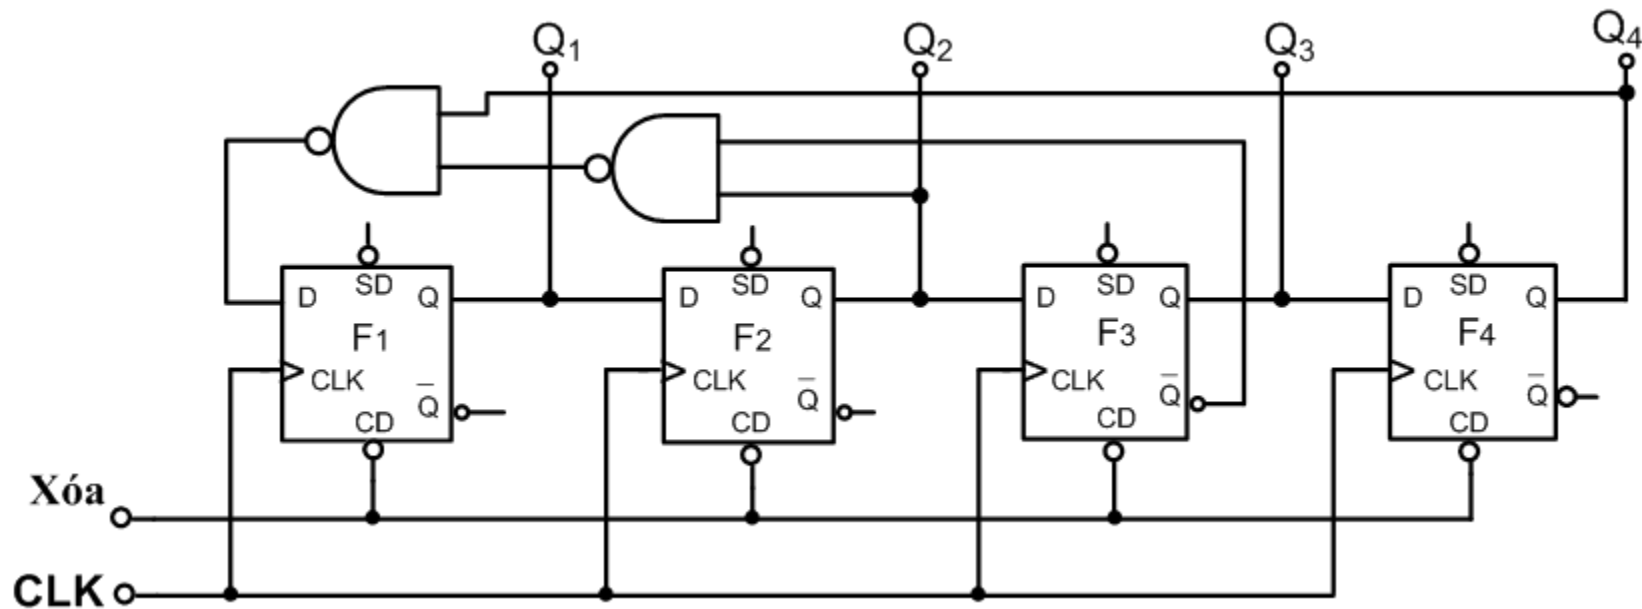 Q1 Q2 Q3 Q4
D SD Q F1 CLK Q̅ CD
D SD Q F2 CLK Q̅ CD
D SD Q F3 CLK Q̅ CD
D SD Q F4 CLK Q̅ CD
Xóa
CLK